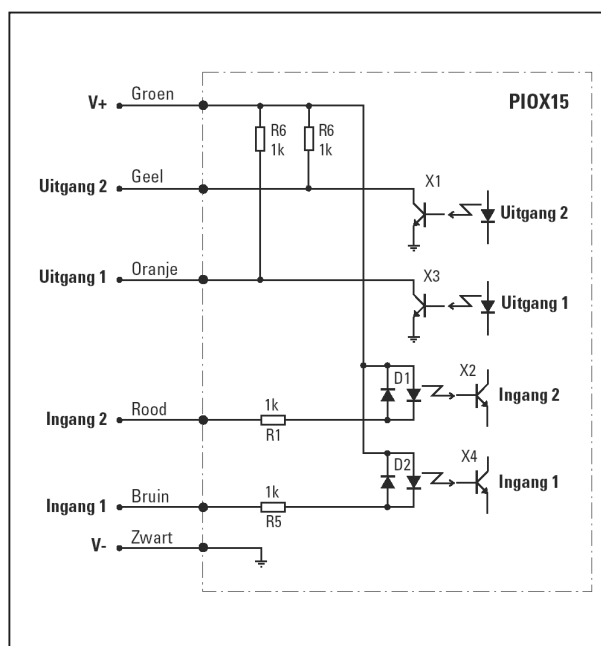 PIOX15
V+ Groen
R6 R6
1k 1k
Uitgang 2 Geel
X1
Uitgang 2
Uitgang 1 Oranje
X3
Uitgang 1
D1 X2
Ingang 2
1k
Ingang 2 Rood
R1
D2 X4
Ingang 1
1k
Ingang 1 Bruin
R5
V- Zwart